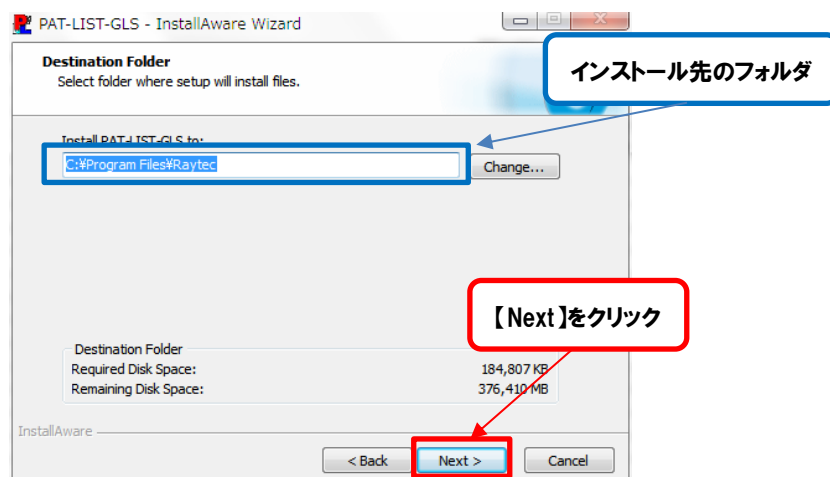 PAT-LIST-GLS - InstallAware Wizard
Destination Folder
Select folder where setup will install files.
インストール先のフォルダ
Install PAT-LIST-GLS to:
C:¥Program Files¥Raytec
Change...
【Next】をクリック
Destination Folder
Required Disk Space: 184,807 KB
Remaining Disk Space: 376,410 MB
InstallAware
< Back Next > Cancel